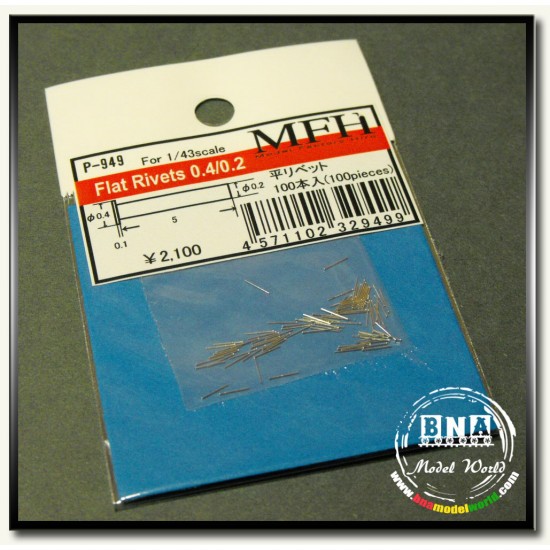 MFH
P-949 For 1/43scale
Flat Rivets 0.4/0.2
平リベット
100本入(100pieces)
φ0.4
φ0.2
5
0.1
¥2,100
4 571102 329499
BNA
Model World
www.bnamodelworld.com